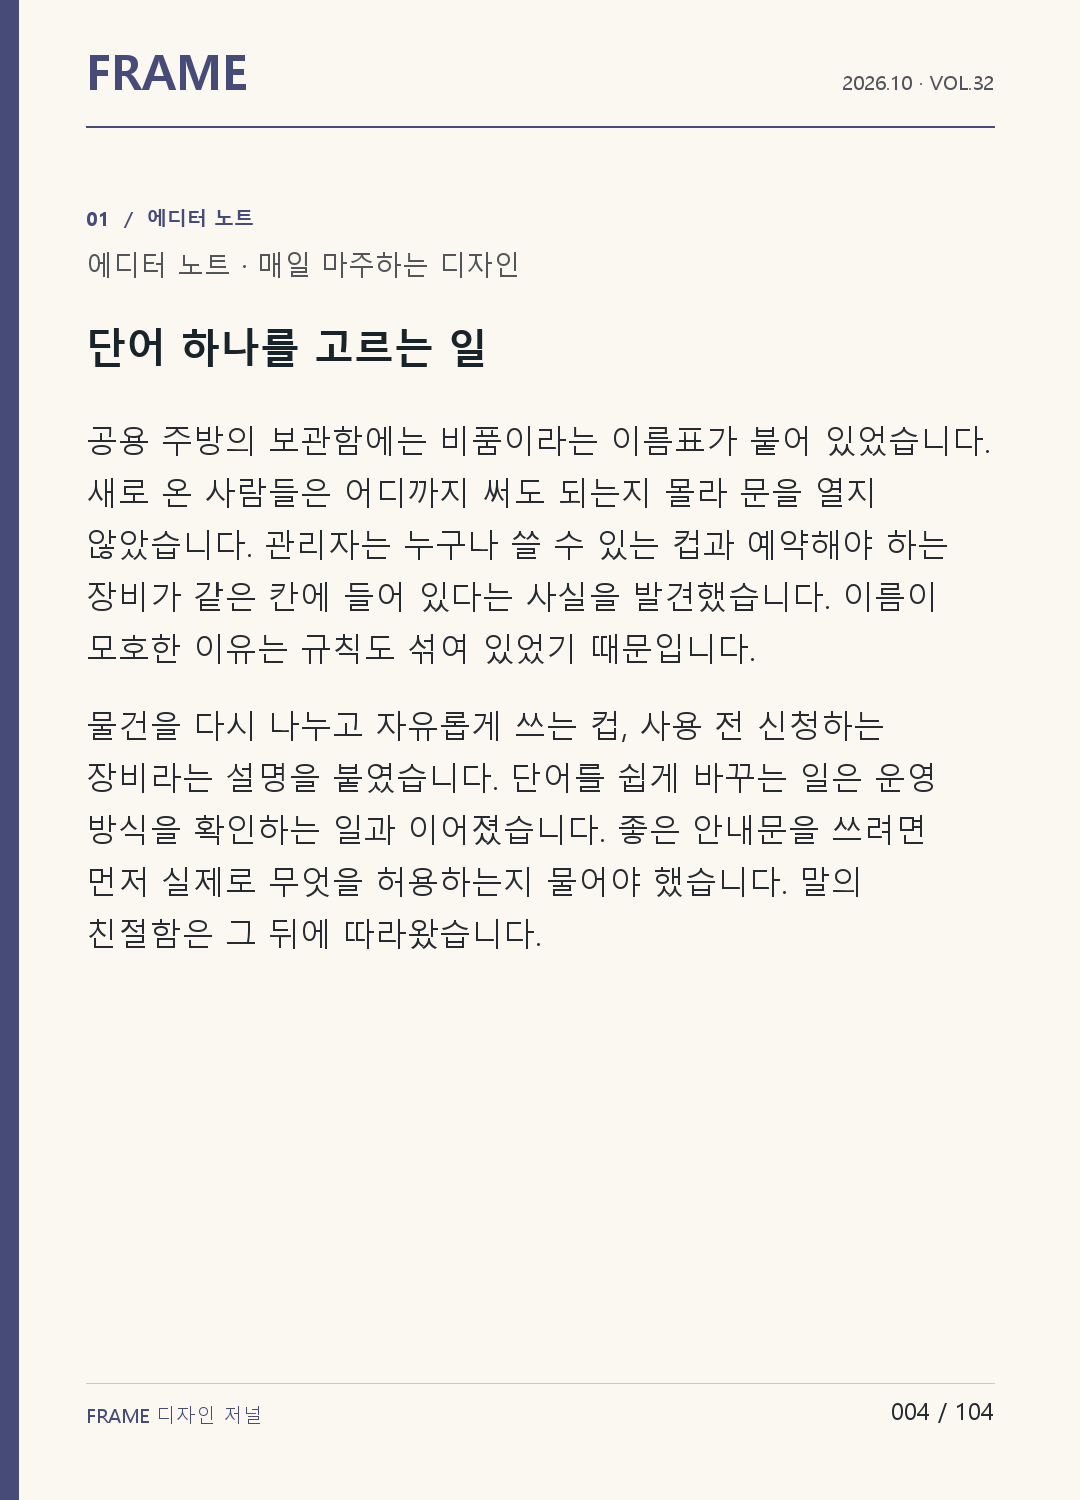 FRAME
2026.10 · VOL.32
01 / 에디터 노트
에디터 노트 · 매일 마주하는 디자인
단어 하나를 고르는 일
공용 주방의 보관함에는 비품이라는 이름표가 붙어 있었습니다.
새로 온 사람들은 어디까지 써도 되는지 몰라 문을 열지
않았습니다. 관리자는 누구나 쓸 수 있는 컵과 예약해야 하는
장비가 같은 칸에 들어 있다는 사실을 발견했습니다. 이름이
모호한 이유는 규칙도 섞여 있었기 때문입니다.
물건을 다시 나누고 자유롭게 쓰는 컵, 사용 전 신청하는
장비라는 설명을 붙였습니다. 단어를 쉽게 바꾸는 일은 운영
방식을 확인하는 일과 이어졌습니다. 좋은 안내문을 쓰려면
먼저 실제로 무엇을 허용하는지 물어야 했습니다. 말의
친절함은 그 뒤에 따라왔습니다.
FRAME 디자인 저널
004 / 104